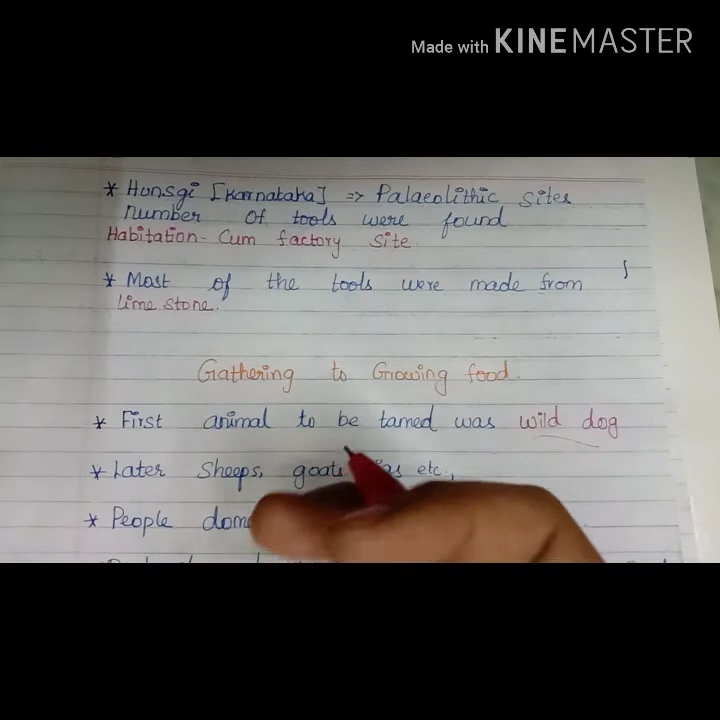 Made with KINEMASTER
* Hunsgi [Karnataka] => Palaeolithic sites
number of tools were found
Habitation - Cum factory site.
* Most of the tools were made from
lime stone.
Gathering to Growing food.
* First animal to be tamed was wild dog
* Later Sheeps, goats etc.,
* People